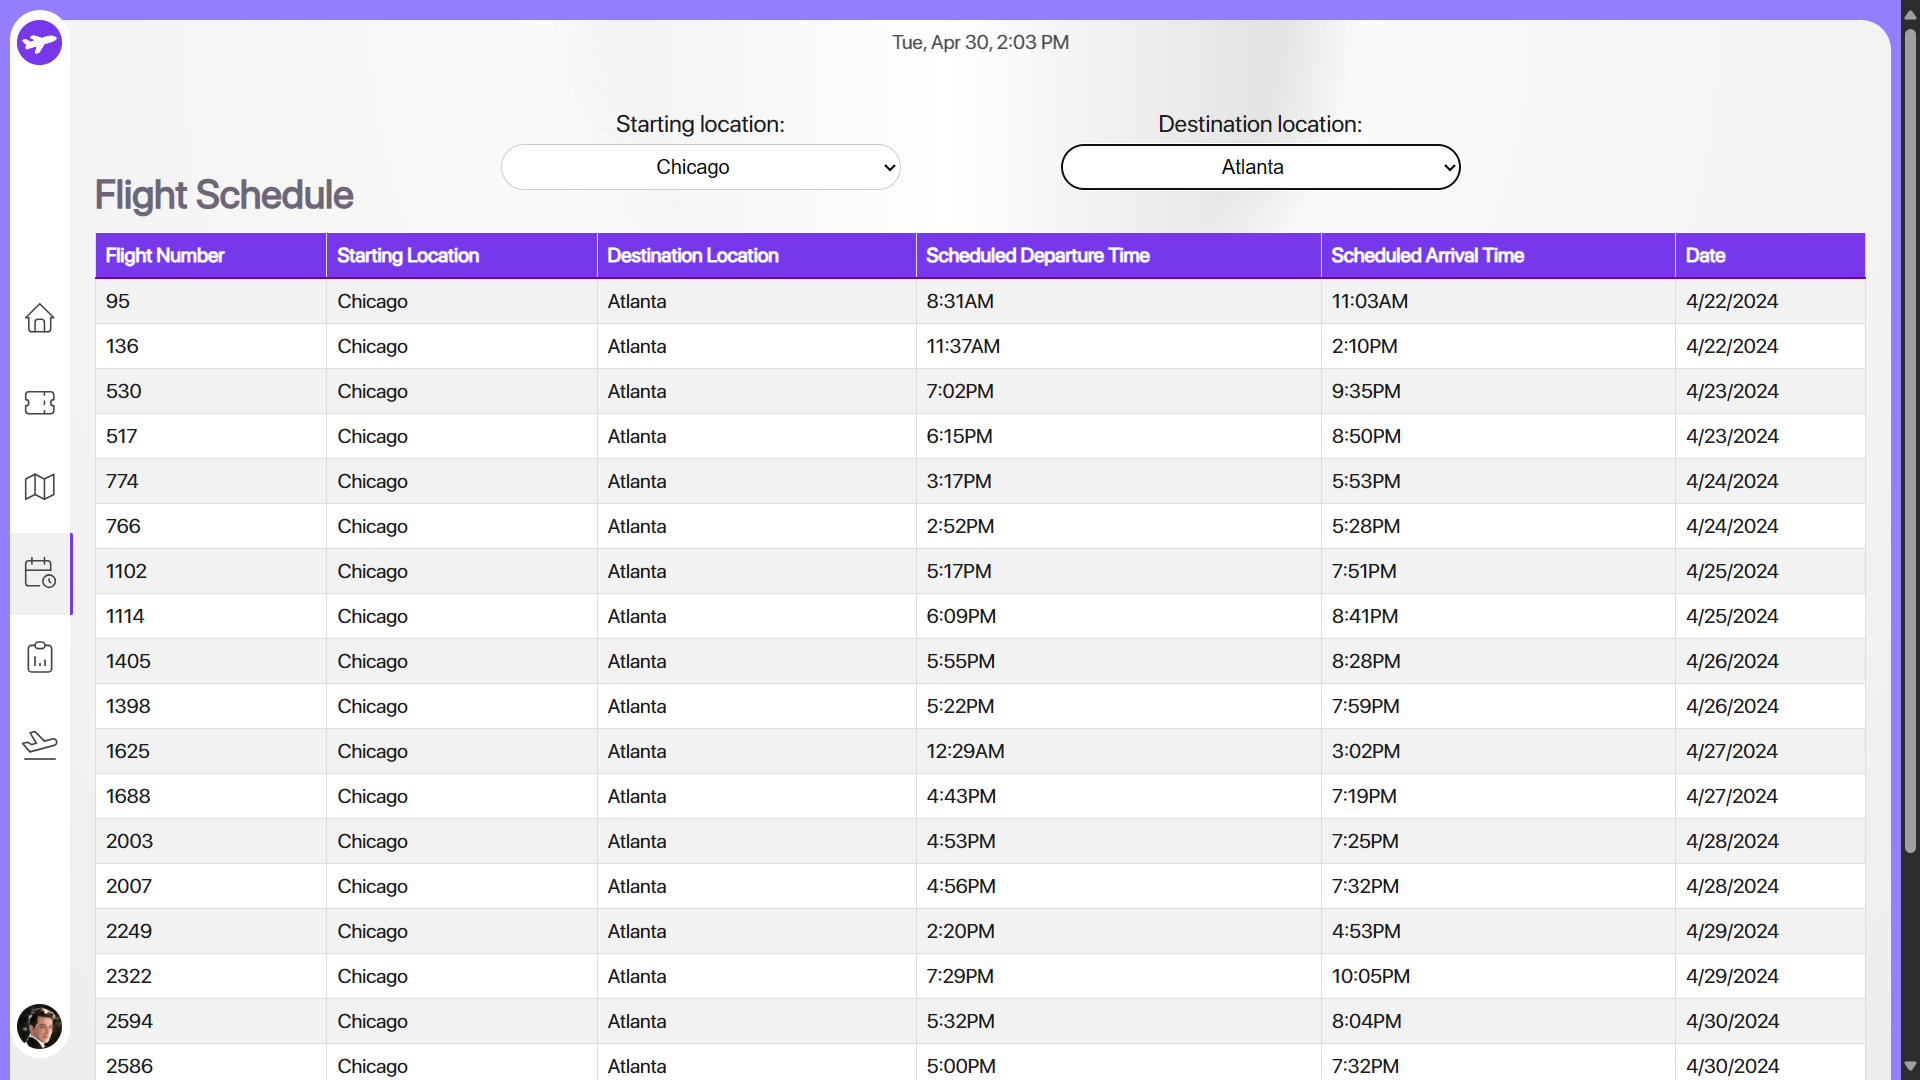 Tue, Apr 30, 2:03 PM
Starting location:
Destination location:
Chicago
Atlanta
Flight Schedule
Flight Number Starting Location Destination Location Scheduled Departure Time Scheduled Arrival Time Date
95 Chicago Atlanta 8:31AM 11:03AM 4/22/2024
136 Chicago Atlanta 11:37AM 2:10PM 4/22/2024
530 Chicago Atlanta 7:02PM 9:35PM 4/23/2024
517 Chicago Atlanta 6:15PM 8:50PM 4/23/2024
774 Chicago Atlanta 3:17PM 5:53PM 4/24/2024
766 Chicago Atlanta 2:52PM 5:28PM 4/24/2024
1102 Chicago Atlanta 5:17PM 7:51PM 4/25/2024
1114 Chicago Atlanta 6:09PM 8:41PM 4/25/2024
1405 Chicago Atlanta 5:55PM 8:28PM 4/26/2024
1398 Chicago Atlanta 5:22PM 7:59PM 4/26/2024
1625 Chicago Atlanta 12:29AM 3:02PM 4/27/2024
1688 Chicago Atlanta 4:43PM 7:19PM 4/27/2024
2003 Chicago Atlanta 4:53PM 7:25PM 4/28/2024
2007 Chicago Atlanta 4:56PM 7:32PM 4/28/2024
2249 Chicago Atlanta 2:20PM 4:53PM 4/29/2024
2322 Chicago Atlanta 7:29PM 10:05PM 4/29/2024
2594 Chicago Atlanta 5:32PM 8:04PM 4/30/2024
2586 Chicago Atlanta 5:00PM 7:32PM 4/30/2024